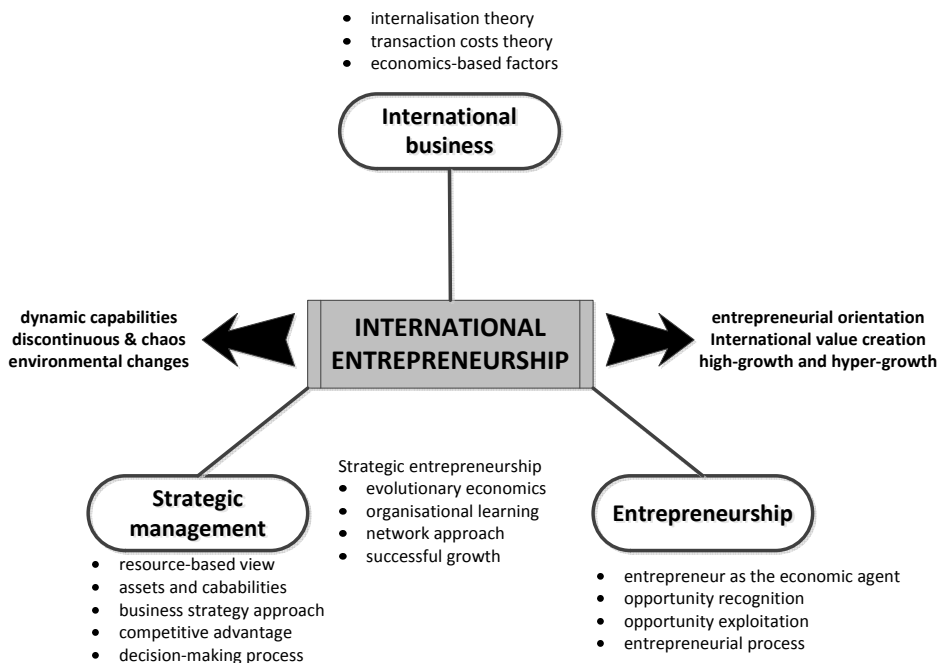 • internalisation theory
• transaction costs theory
• economics-based factors
International
business
dynamic capabilities
discontinuous & chaos
environmental changes
INTERNATIONAL
ENTREPRENEURSHIP
entrepreneurial orientation
International value creation
high-growth and hyper-growth
Strategic
management
• resource-based view
• assets and cababilities
• business strategy approach
• competitive advantage
• decision-making process
Strategic entrepreneurship
• evolutionary economics
• organisational learning
• network approach
• successful growth
Entrepreneurship
• entrepreneur as the economic agent
• opportunity recognition
• opportunity exploitation
• entrepreneurial process